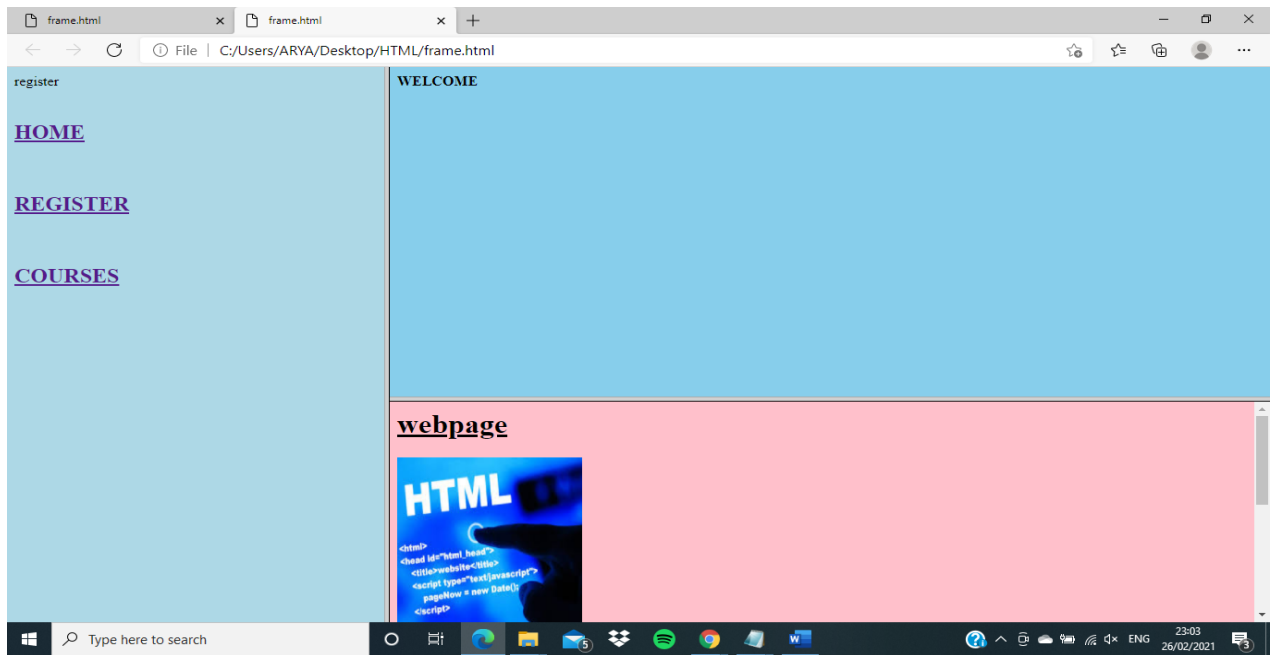 frame.html
frame.html
File | C:/Users/ARYA/Desktop/HTML/frame.html
register
HOME
REGISTER
COURSES
WELCOME
webpage
HTML
<html>
<head id="html_head">
<title>website</title>
<script type="text/javascript">
pageNow = new Date();
</script>
Type here to search
5
W
ENG
23:03
26/02/2021
3